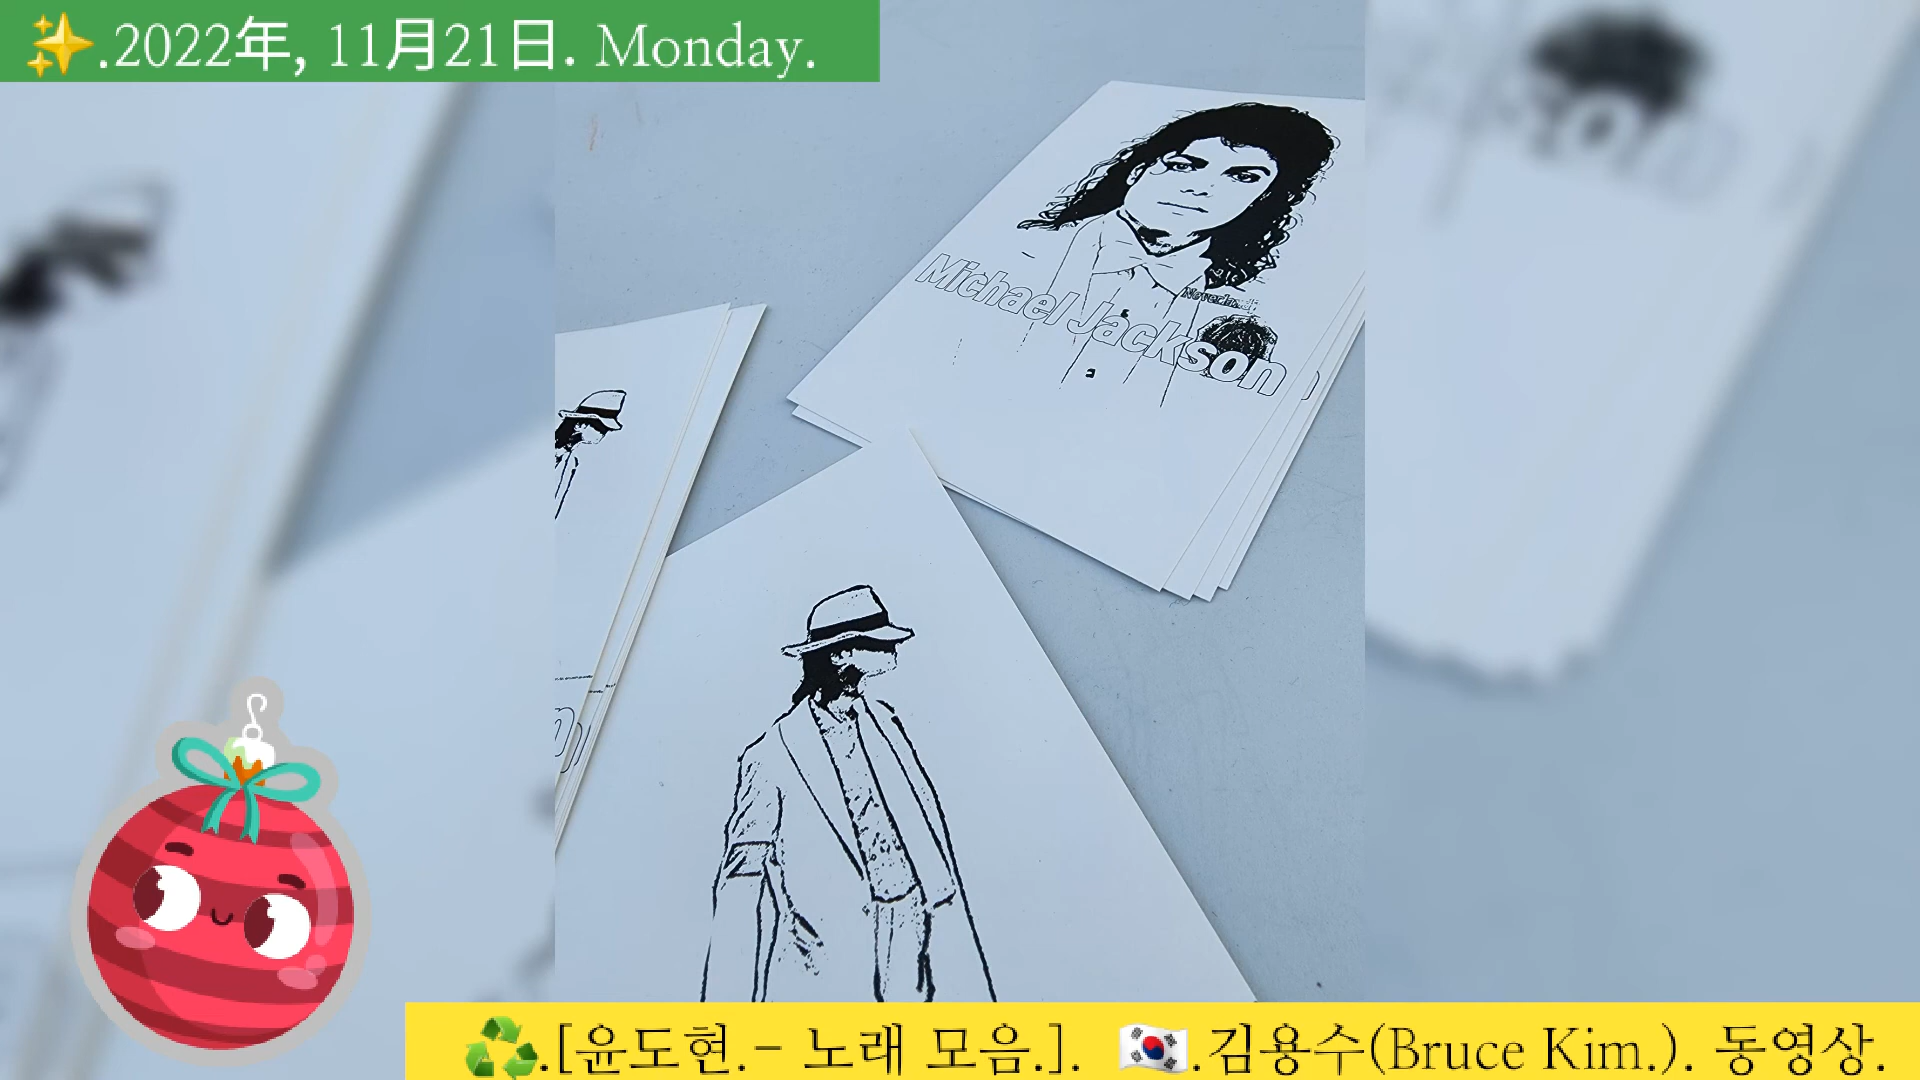 ✨.2022年, 11月21日. Monday.
Michael Jackson
♻️.[윤도현.- 노래 모음.]. 🇰🇷.김용수(Bruce Kim.). 동영상.